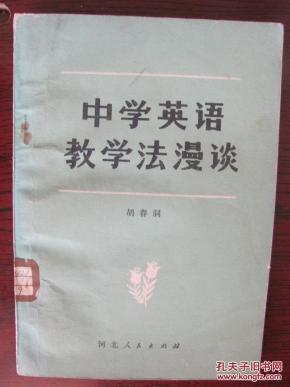 中学英语
教学法漫谈
胡春洞
河北人民出版社
孔夫子旧书网